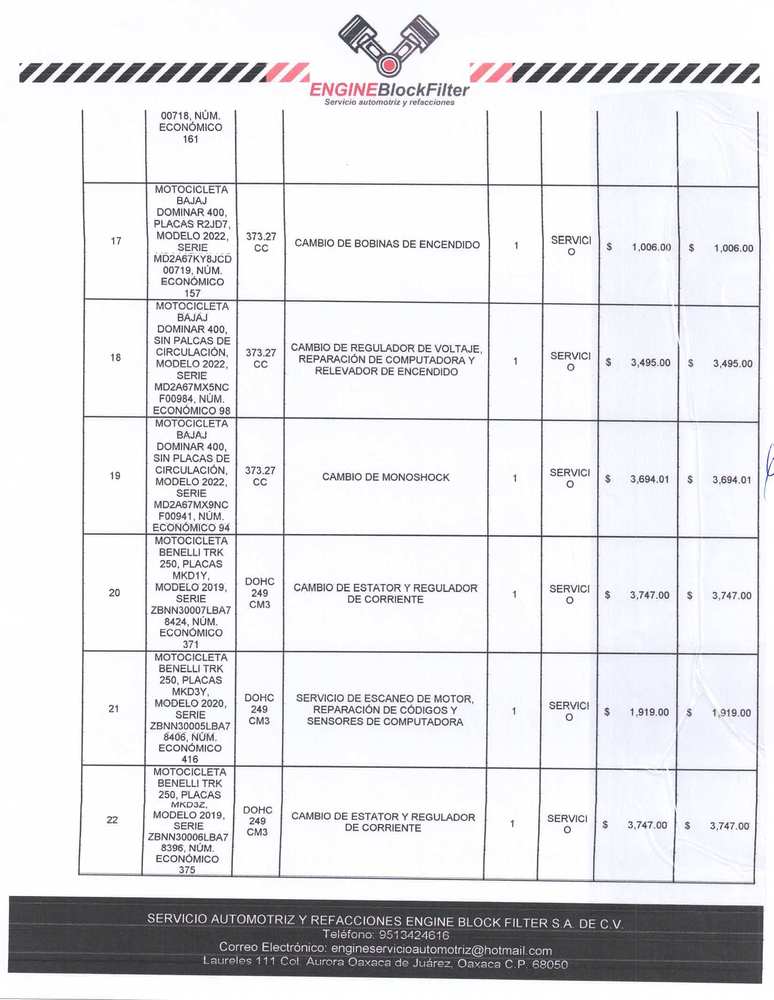 ENGINEBlockFilter
Servicio automotriz y refacciones
00718, NÚM.
ECONÓMICO
161
17
MOTOCICLETA
BAJAJ
DOMINAR 400,
PLACAS R2JD7,
MODELO 2022,
SERIE
MD2A67KY8JCD
00719, NÚM.
ECONÓMICO
157
373.27
CC
CAMBIO DE BOBINAS DE ENCENDIDO
1
SERVICI
O
$ 1,006.00
$ 1,006.00
18
MOTOCICLETA
BAJAJ
DOMINAR 400,
SIN PALCAS DE
CIRCULACIÓN,
MODELO 2022,
SERIE
MD2A67MX5NC
F00984, NÚM.
ECONÓMICO 98
373.27
CC
CAMBIO DE REGULADOR DE VOLTAJE,
REPARACIÓN DE COMPUTADORA Y
RELEVADOR DE ENCENDIDO
1
SERVICI
O
$ 3,495.00
$ 3,495.00
19
MOTOCICLETA
BAJAJ
DOMINAR 400,
SIN PLACAS DE
CIRCULACIÓN,
MODELO 2022,
SERIE
MD2A67MX9NC
F00941, NÚM.
ECONÓMICO 94
373.27
CC
CAMBIO DE MONOSHOCK
1
SERVICI
O
$ 3,694.01
$ 3,694.01
20
MOTOCICLETA
BENELLI TRK
250, PLACAS
MKD1Y,
MODELO 2019,
SERIE
ZBNN30007LBA7
8424, NÚM.
ECONÓMICO
371
DOHC
249
CM3
CAMBIO DE ESTATOR Y REGULADOR
DE CORRIENTE
1
SERVICI
O
$ 3,747.00
$ 3,747.00
21
MOTOCICLETA
BENELLI TRK
250, PLACAS
MKD3Y,
MODELO 2020,
SERIE
ZBNN30005LBA7
8406, NÚM.
ECONÓMICO
416
DOHC
249
CM3
SERVICIO DE ESCANEO DE MOTOR,
REPARACIÓN DE CÓDIGOS Y
SENSORES DE COMPUTADORA
1
SERVICI
O
$ 1,919.00
$ 1,919.00
22
MOTOCICLETA
BENELLI TRK
250, PLACAS
MKD3Z,
MODELO 2019,
SERIE
ZBNN30006LBA7
8396, NÚM.
ECONÓMICO
375
DOHC
249
CM3
CAMBIO DE ESTATOR Y REGULADOR
DE CORRIENTE
1
SERVICI
O
$ 3,747.00
$ 3,747.00
SERVICIO AUTOMOTRIZ Y REFACCIONES ENGINE BLOCK FILTER S.A. DE C.V.
Teléfono: 9513424616
Correo Electrónico: engineservicioautomotriz@hotmail.com
Laureles 111 Col. Aurora Oaxaca de Juárez, Oaxaca C.P. 68050